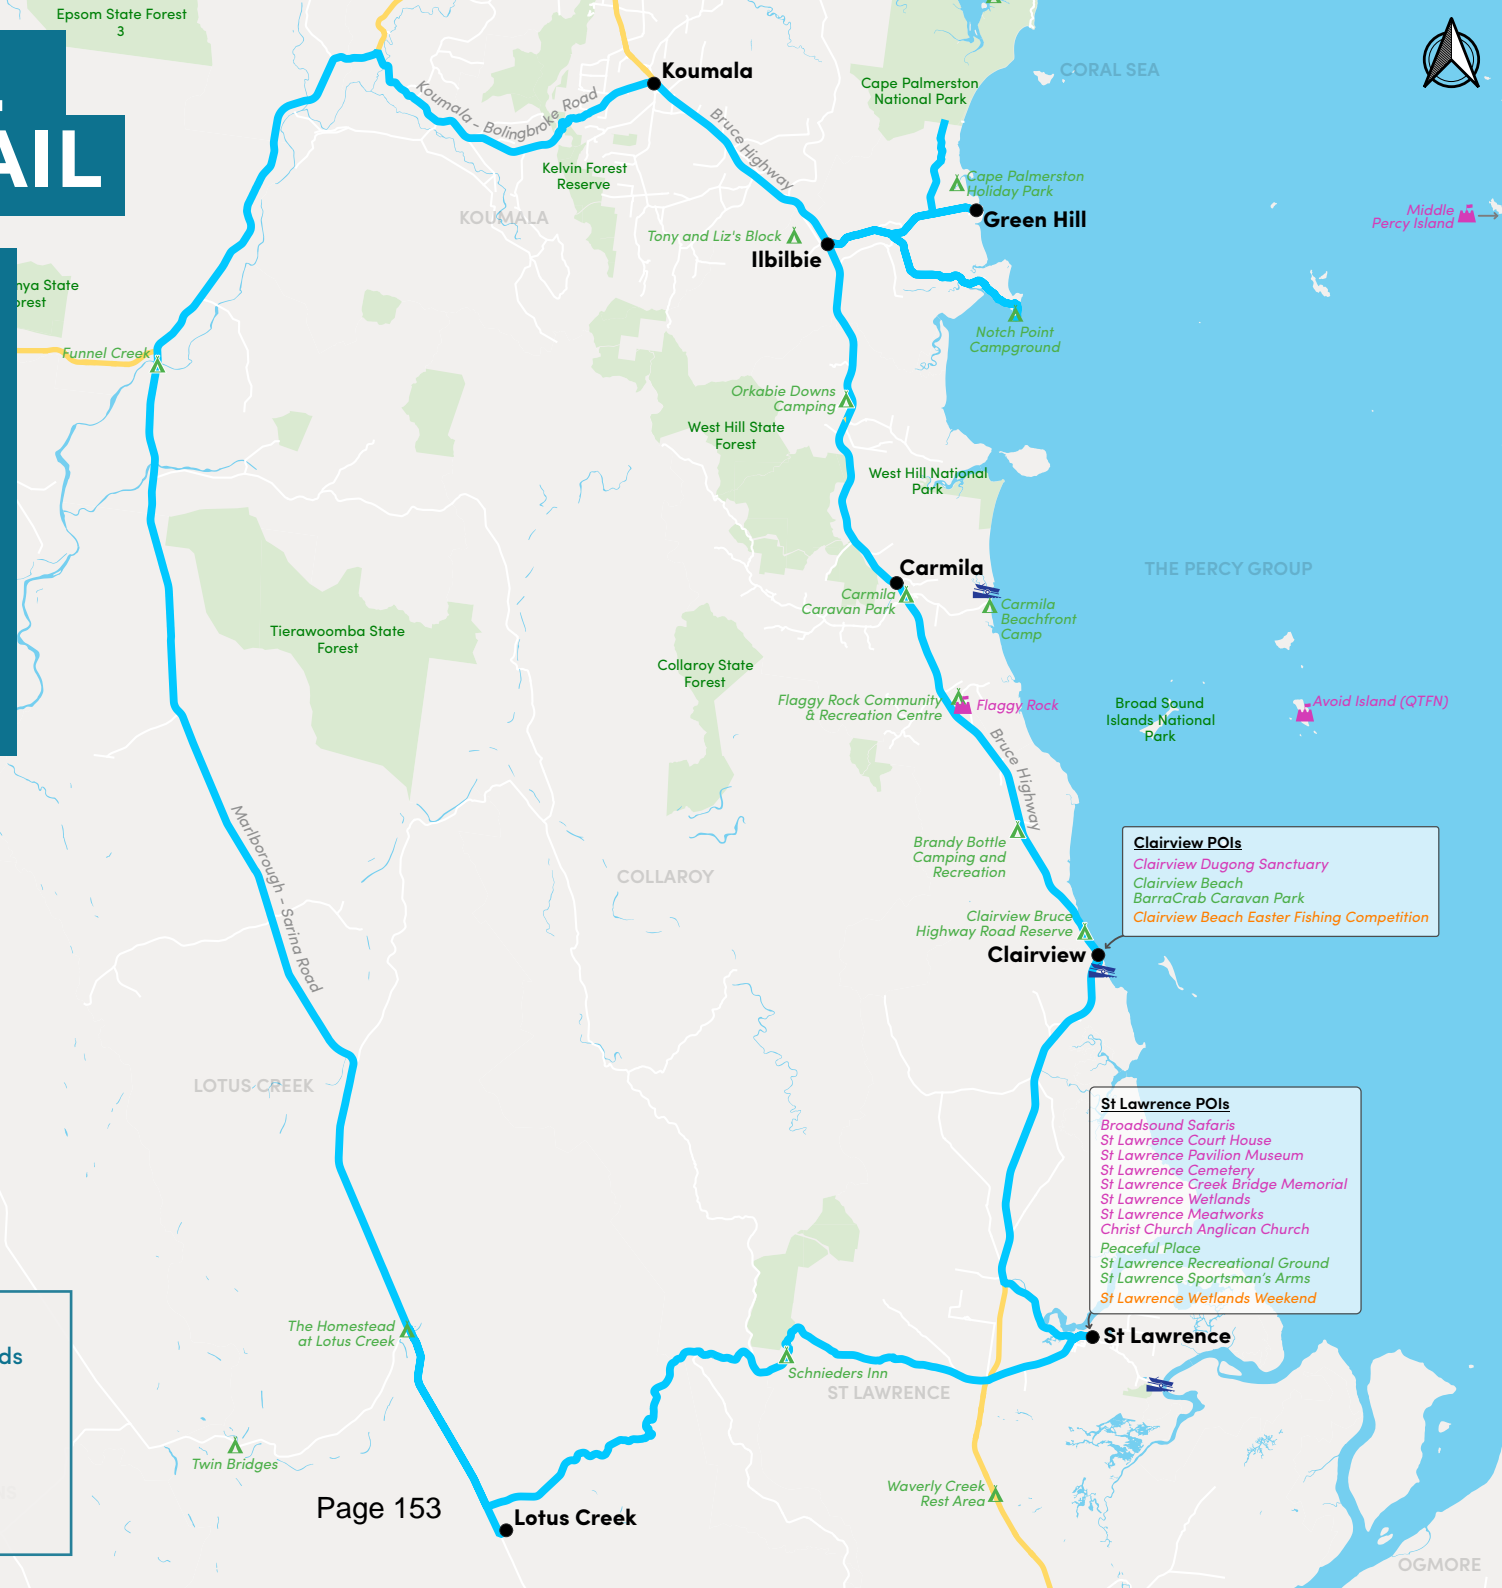 Epsom State Forest
3
AIL
Koumala
Koumala - Bolingbroke Road
Bruce Highway
CORAL SEA
Cape Palmerston
National Park
Kelvin Forest
Reserve
KOUMALA
Cape Palmerston
Holiday Park
Green Hill
Middle
Percy Island
Tony and Liz's Block
Ilbilbie
nya State
orest
Funnel Creek
Notch Point
Campground
Orkabie Downs
Camping
West Hill State
Forest
West Hill National
Park
Carmila
THE PERCY GROUP
Carmila
Caravan Park
Carmila
Beachfront
Camp
Tierawoomba State
Forest
Collaroy State
Forest
Flaggy Rock Community
& Recreation Centre
Flaggy Rock
Broad Sound
Islands National
Park
Avoid Island (QTFN)
Bruce Highway
Marlborough - Sarina Road
Brandy Bottle
Camping and
Recreation
COLLAROY
Clairview POIs
Clairview Dugong Sanctuary
Clairview Beach
BarraCrab Caravan Park
Clairview Beach Easter Fishing Competition
Clairview Bruce
Highway Road Reserve
Clairview
LOTUS CREEK
St Lawrence POIs
Broadsound Safaris
St Lawrence Court House
St Lawrence Pavilion Museum
St Lawrence Cemetery
St Lawrence Creek Bridge Memorial
St Lawrence Wetlands
St Lawrence Meatworks
Christ Church Anglican Church
Peaceful Place
St Lawrence Recreational Ground
St Lawrence Sportsman's Arms
St Lawrence Wetlands Weekend
The Homestead
at Lotus Creek
St Lawrence
ds
Schnieders Inn
ST LAWRENCE
Twin Bridges
Waverly Creek
Rest Area
Page 153
Lotus Creek
OGMORE